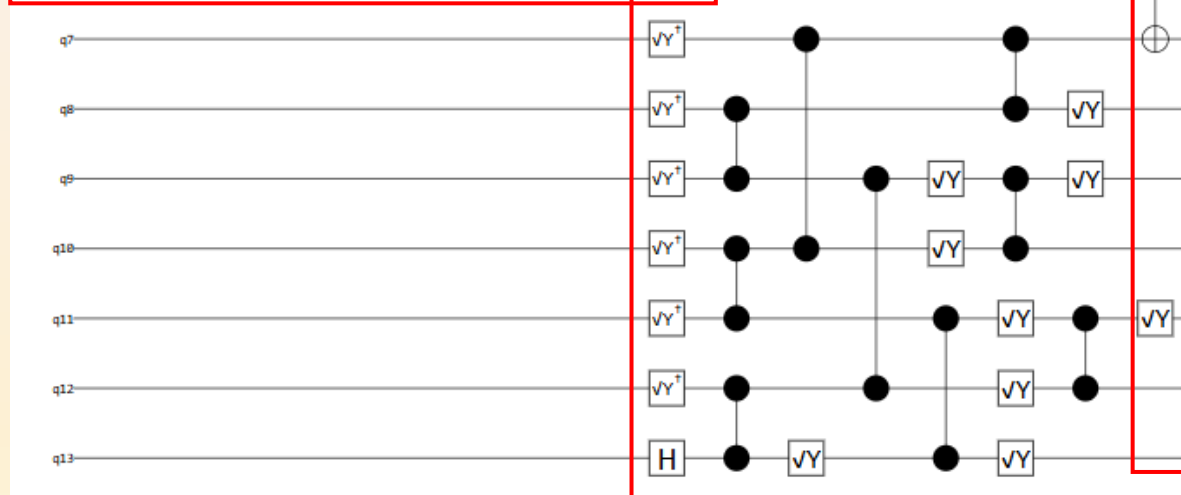 q7 √Y†
q8 √Y† √Y
q9 √Y† √Y √Y
q10 √Y† √Y
q11 √Y† √Y √Y
q12 √Y† √Y
q13 H √Y √Y